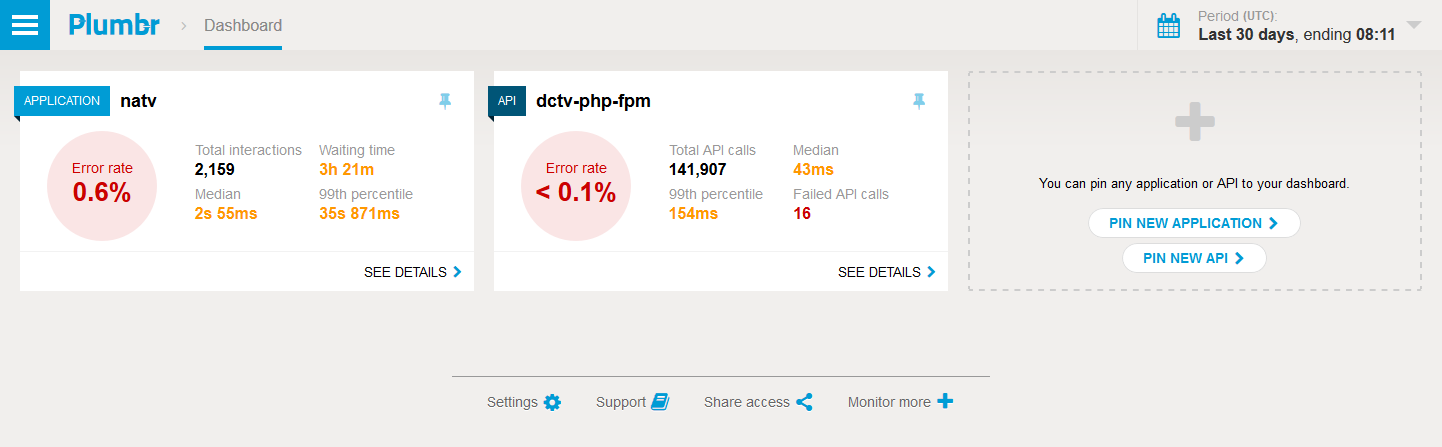 Plumbr
Dashboard
Period (UTC):
Last 30 days, ending 08:11
APPLICATION natv
Error rate
0.6%
Total interactions Waiting time
2,159 3h 21m
Median 99th percentile
2s 55ms 35s 871ms
SEE DETAILS
API dctv-php-fpm
Error rate
< 0.1%
Total API calls Median
141,907 43ms
99th percentile Failed API calls
154ms 16
SEE DETAILS
You can pin any application or API to your dashboard.
PIN NEW APPLICATION
PIN NEW API
Settings Support Share access Monitor more